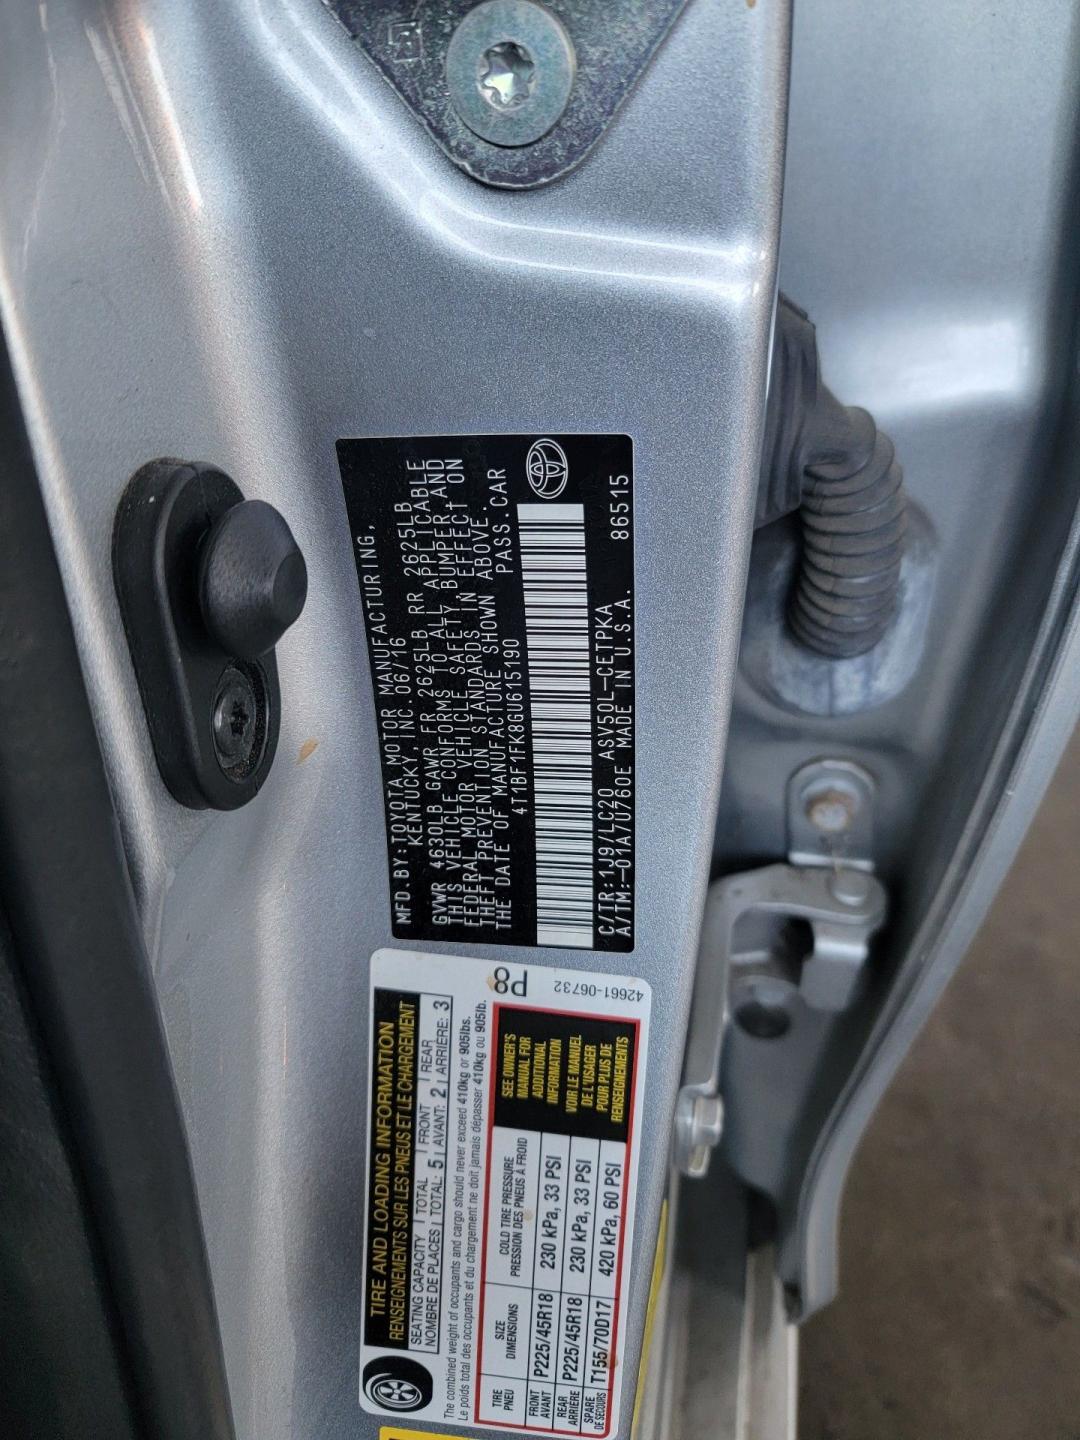 MFD.BY:TOYOTA MOTOR MANUFACTURING,
KENTUCKY, INC. 06/16
GVWR 4630LB GAWR FR 2625LB RR 2625LB
THIS VEHICLE CONFORMS TO ALL APPLICABLE
FEDERAL MOTOR VEHICLE SAFETY, BUMPER, AND
THEFT PREVENTION STANDARDS IN EFFECT ON
THE DATE OF MANUFACTURE SHOWN ABOVE.
4T1BF1FK8GU615190 PASS.CAR
C/TR:1J9/LC20 ASV50L-CETPKA
A/TM:-01A/U760E MADE IN U.S.A. 86515
TIRE AND LOADING INFORMATION
RENSEIGNEMENTS SUR LES PNEUS ET LE CHARGEMENT
SEATING CAPACITY TOTAL FRONT REAR
NOMBRE DE PLACES TOTAL: 5 AVANT: 2 ARRIÈRE: 3
The combined weight of occupants and cargo should never exceed 410kg or 905lbs.
Le poids total des occupants et du chargement ne doit jamais dépasser 410kg ou 905lb.
P8
42661-06732
TIRE SIZE COLD TIRE PRESSURE
PNEU DIMENSIONS PRESSION DES PNEUS À FROID
FRONT
AVANT P225/45R18 230 kPa, 33 PSI
REAR
ARRIÈRE P225/45R18 230 kPa, 33 PSI
SPARE
DE SECOURS T155/70D17 420 kPa, 60 PSI
SEE OWNER'S
MANUAL FOR
ADDITIONAL
INFORMATION
VOIR LE MANUEL
DE L'USAGER
POUR PLUS DE
RENSEIGNEMENTS